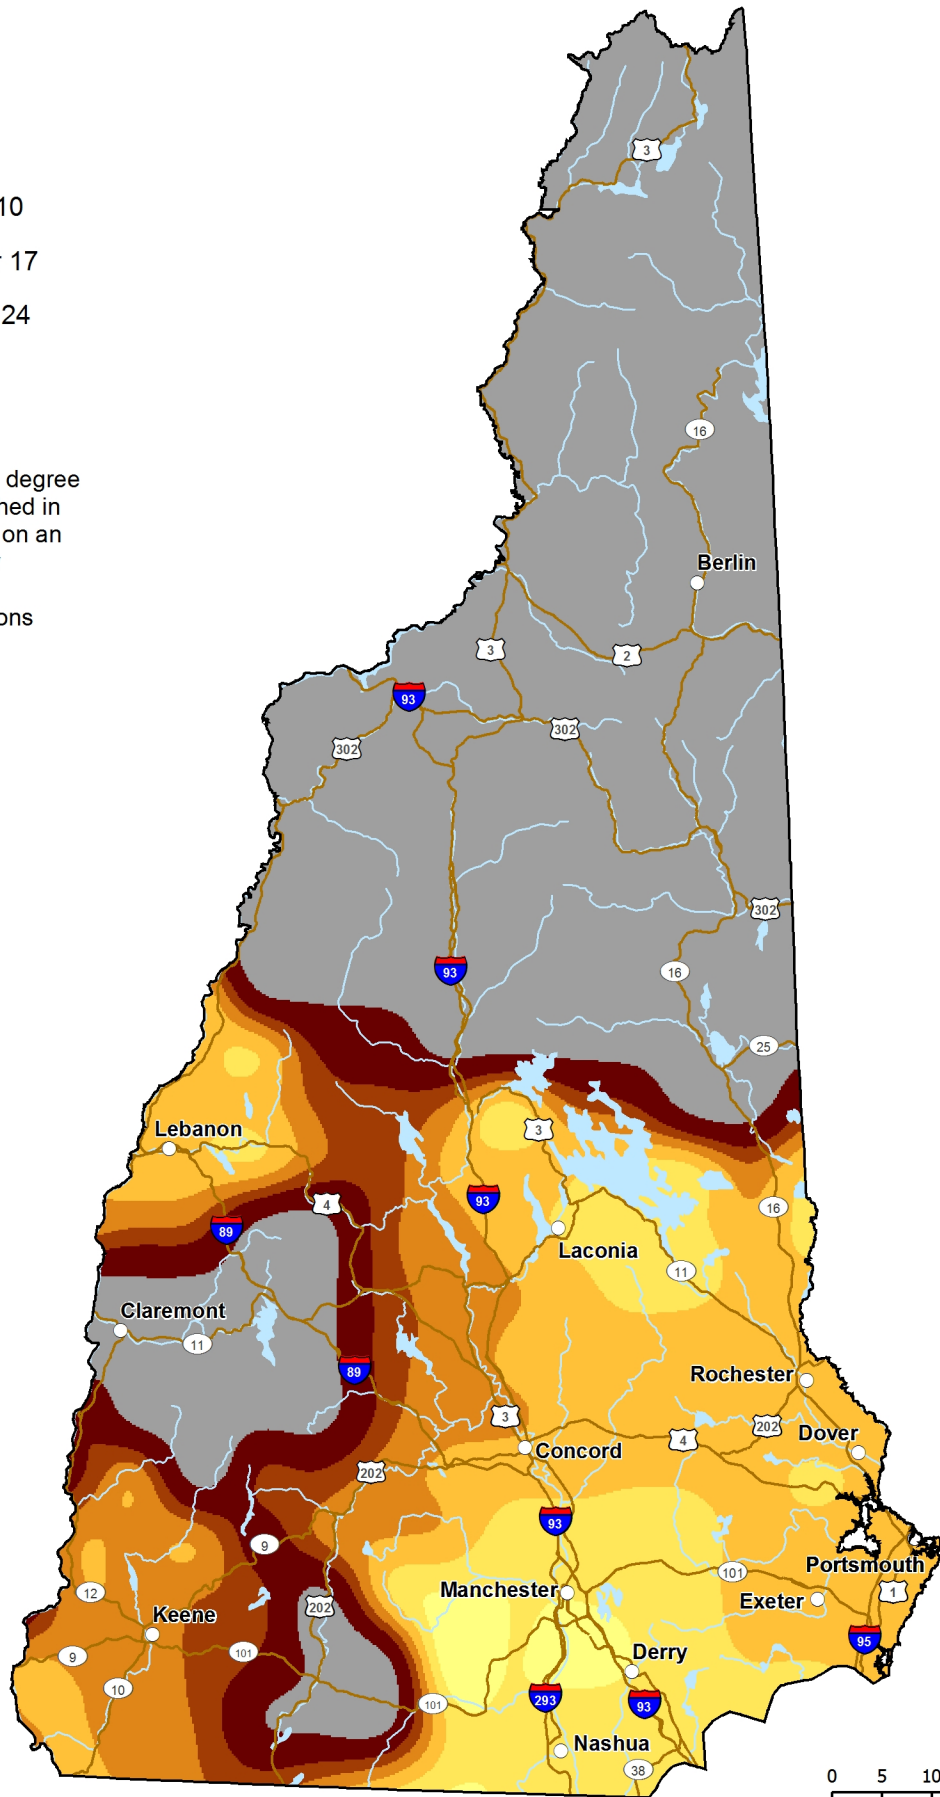 3
10
r 17
24
16
degree
ned in
on an
Berlin
ons
3
2
93
302
302
302
93
16
25
Lebanon
3
4
93
16
89
Laconia
11
Claremont
11
89
Rochester
3
202
Dover
4
Concord
202
93
9
Portsmouth
101
12
Manchester
1
Exeter
202
Keene
95
9
101
Derry
10
293
93
101
Nashua
38
0 5 10